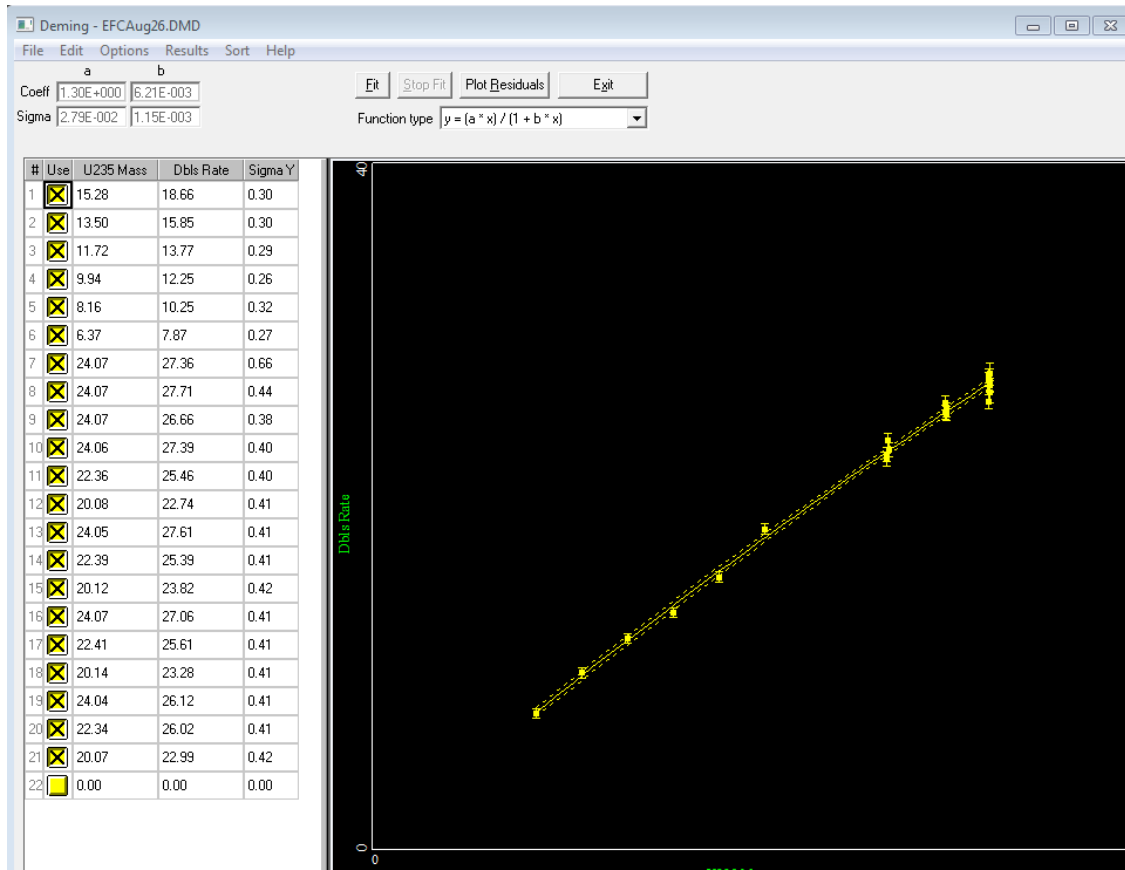 Deming - EFCAug26.DMD
File Edit Options Results Sort Help
a b
Coeff 1.30E+000 6.21E-003
Sigma 2.79E-002 1.15E-003
Fit Stop Fit Plot Residuals Exit
Function type y = (a * x) / (1 + b * x)
# Use U235 Mass Dbls Rate Sigma Y
1 15.28 18.66 0.30
2 13.50 15.85 0.30
3 11.72 13.77 0.29
4 9.94 12.25 0.26
5 8.16 10.25 0.32
6 6.37 7.87 0.27
7 24.07 27.36 0.66
8 24.07 27.71 0.44
9 24.07 26.66 0.38
10 24.06 27.39 0.40
11 22.36 25.46 0.40
12 20.08 22.74 0.41
13 24.05 27.61 0.41
14 22.39 25.39 0.41
15 20.12 23.82 0.42
16 24.07 27.06 0.41
17 22.41 25.61 0.41
18 20.14 23.28 0.41
19 24.04 26.12 0.41
20 22.34 26.02 0.41
21 20.07 22.99 0.42
22 0.00 0.00 0.00
40
Dbls Rate
0
0